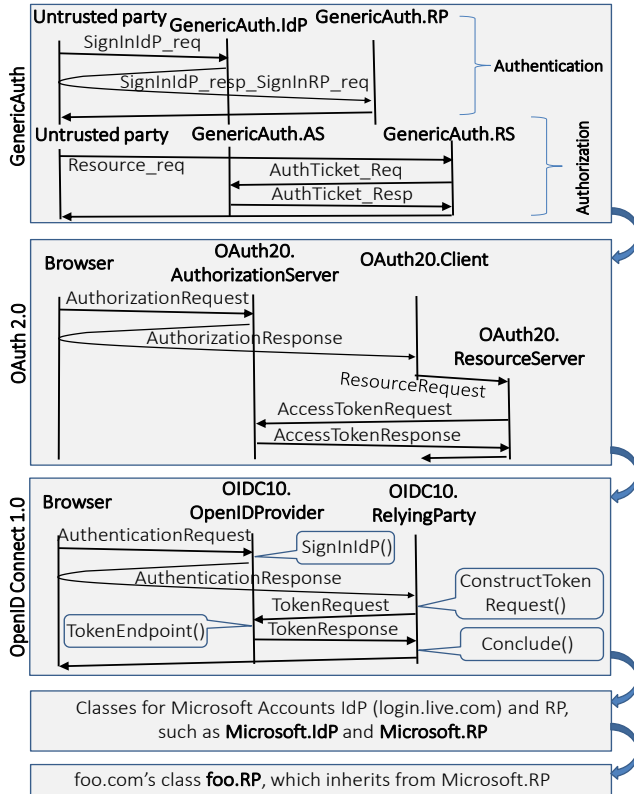 GenericAuth
Untrusted party
GenericAuth.IdP
GenericAuth.RP
SignInIdP_req
SignInIdP_resp_SignInRP_req
Authentication
Untrusted party
GenericAuth.AS
GenericAuth.RS
Resource_req
AuthTicket_Req
AuthTicket_Resp
Authorization
OAuth 2.0
Browser
OAuth20.
AuthorizationServer
OAuth20.Client
AuthorizationRequest
AuthorizationResponse
OAuth20.
ResourceServer
ResourceRequest
AccessTokenRequest
AccessTokenResponse
OpenID Connect 1.0
Browser
OIDC10.
OpenIDProvider
OIDC10.
RelyingParty
AuthenticationRequest
SignInIdP()
AuthenticationResponse
ConstructToken
Request()
TokenRequest
TokenEndpoint()
TokenResponse
Conclude()
Classes for Microsoft Accounts IdP (login.live.com) and RP,
such as Microsoft.IdP and Microsoft.RP
foo.com's class foo.RP, which inherits from Microsoft.RP